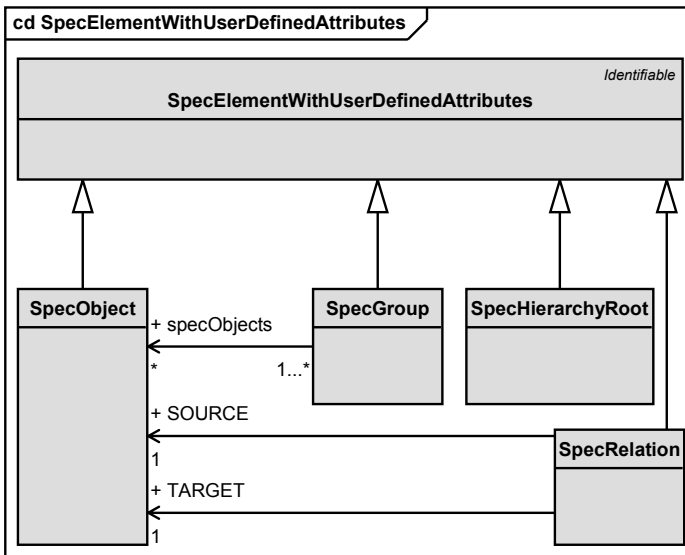 cd SpecElementWithUserDefinedAttributes
Identifiable
SpecElementWithUserDefinedAttributes
SpecObject
SpecGroup
SpecHierarchyRoot
+ specObjects
* 1...*
+ SOURCE
1
SpecRelation
+ TARGET
1